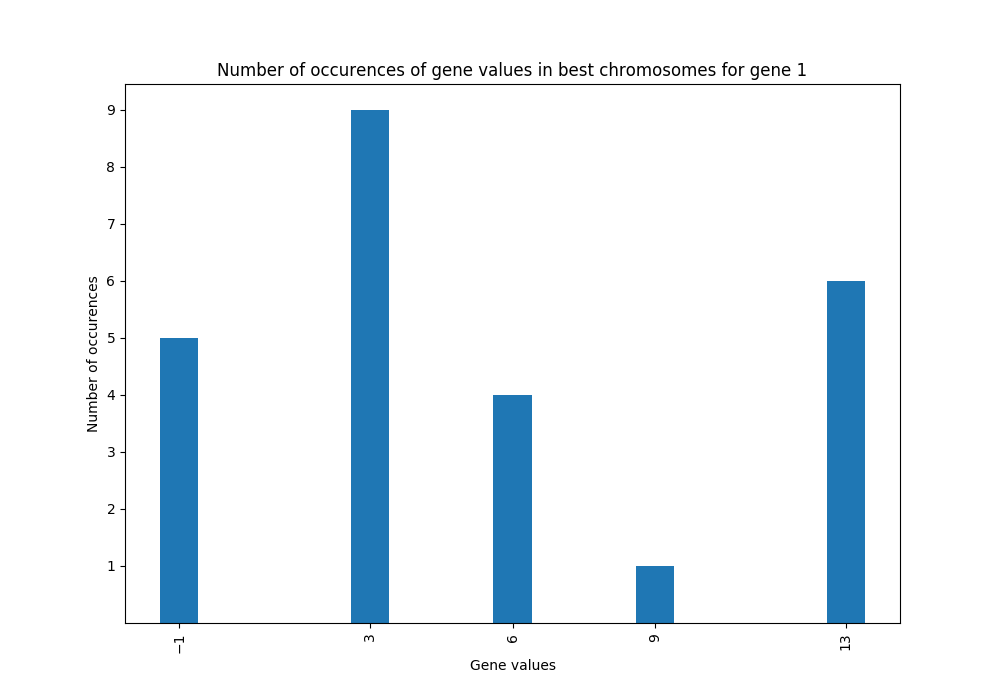 Number of occurences of gene values in best chromosomes for gene 1
9
8
7
6
5
4
3
2
1
Number of occurences
−1 3 6 9 13
Gene values